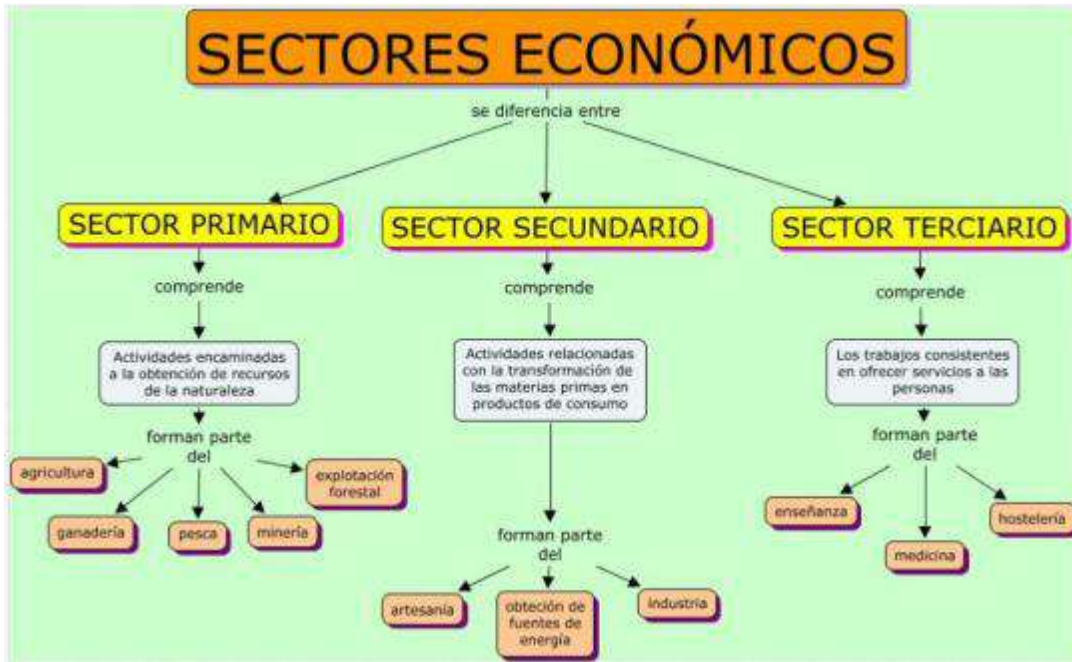 SECTORES ECONÓMICOS
se diferencia entre
SECTOR PRIMARIO
SECTOR SECUNDARIO
SECTOR TERCIARIO
comprende
comprende
comprende
Actividades encaminadas
a la obtención de recursos
de la naturaleza
Actividades relacionadas
con la transformación de
las materias primas en
productos de consumo
Los trabajos consistentes
en ofrecer servicios a las
personas
forman parte
del
agricultura
ganadería
pesca
minería
explotación
forestal
forman parte
del
artesanía
obteción de
fuentes de
energía
industria
forman parte
del
enseñanza
medicina
hostelería